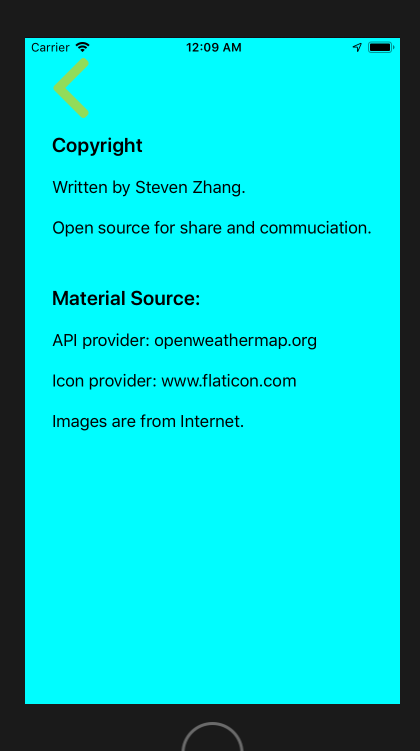 Carrier 12:09 AM
Copyright
Written by Steven Zhang.
Open source for share and commuciation.
Material Source:
API provider: openweathermap.org
Icon provider: www.flaticon.com
Images are from Internet.